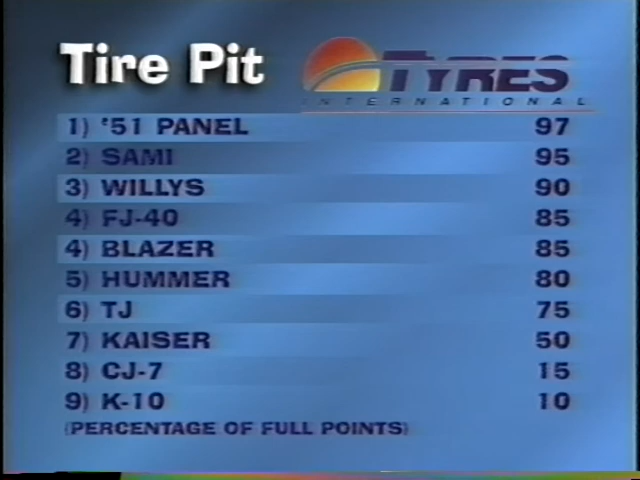 Tire Pit
TYRES
INTERNATIONAL
1) '51 PANEL 97
2) SAMI 95
3) WILLYS 90
4) FJ-40 85
4) BLAZER 85
5) HUMMER 80
6) TJ 75
7) KAISER 50
8) CJ-7 15
9) K-10 10
(PERCENTAGE OF FULL POINTS)